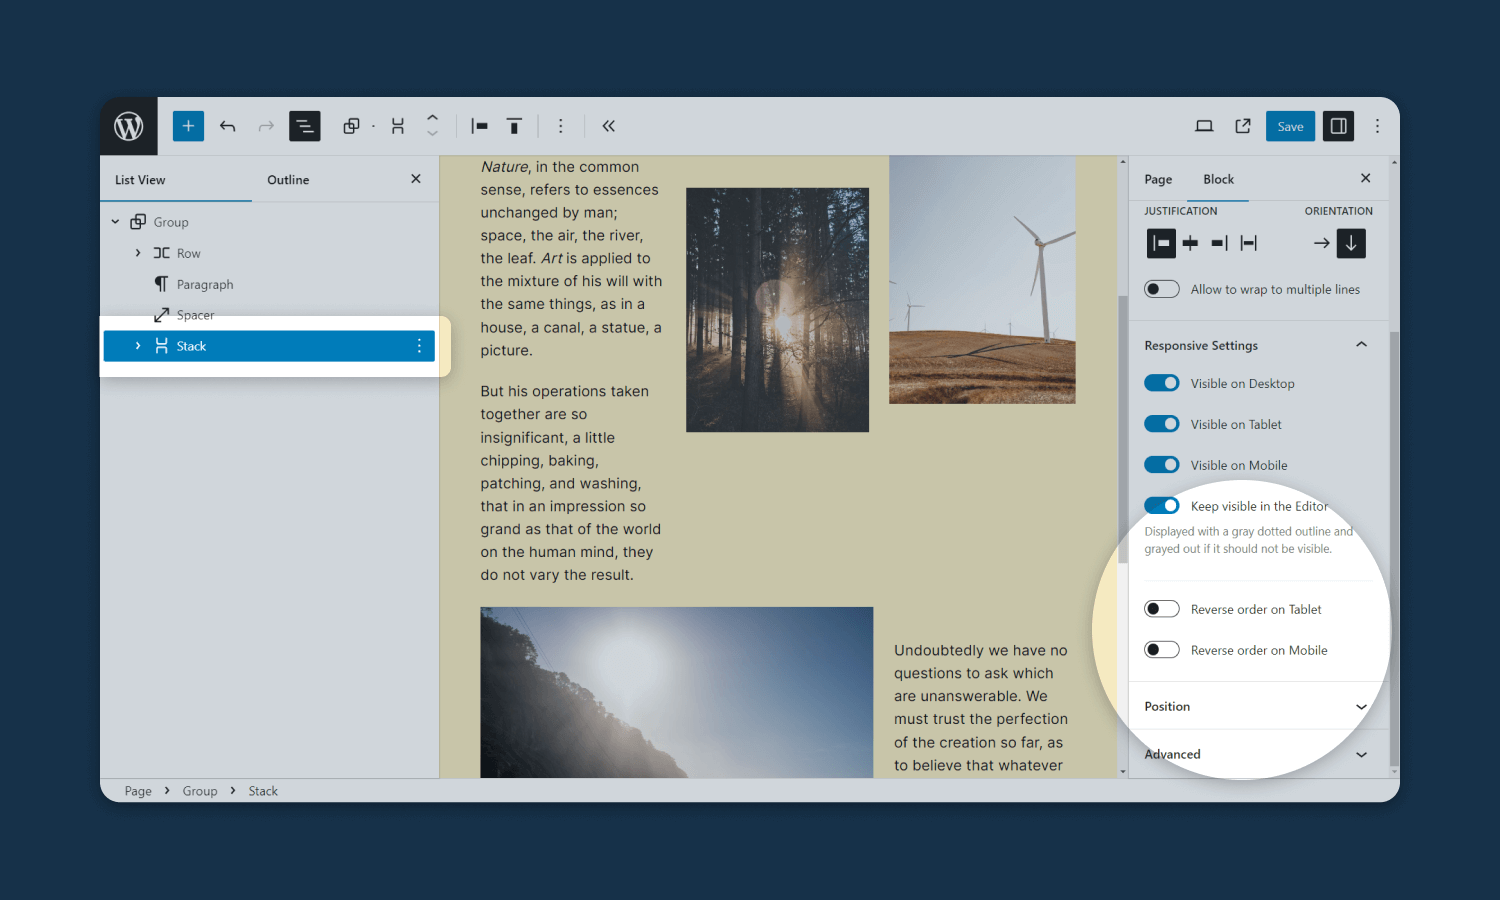 Save
List View
Outline
Group
Row
Paragraph
Spacer
Stack
Nature, in the common
sense, refers to essences
unchanged by man;
space, the air, the river,
the leaf. Art is applied to
the mixture of his will with
the same things, as in a
house, a canal, a statue, a
picture.
But his operations taken
together are so
insignificant, a little
chipping, baking,
patching, and washing,
that in an impression so
grand as that of the world
on the human mind, they
do not vary the result.
Undoubtedly we have no
questions to ask which
are unanswerable. We
must trust the perfection
of the creation so far, as
to believe that whatever
Page
Block
JUSTIFICATION
ORIENTATION
Allow to wrap to multiple lines
Responsive Settings
Visible on Desktop
Visible on Tablet
Visible on Mobile
Keep visible in the Editor
Displayed with a gray dotted outline and
grayed out if it should not be visible.
Reverse order on Tablet
Reverse order on Mobile
Position
Advanced
Page > Group > Stack